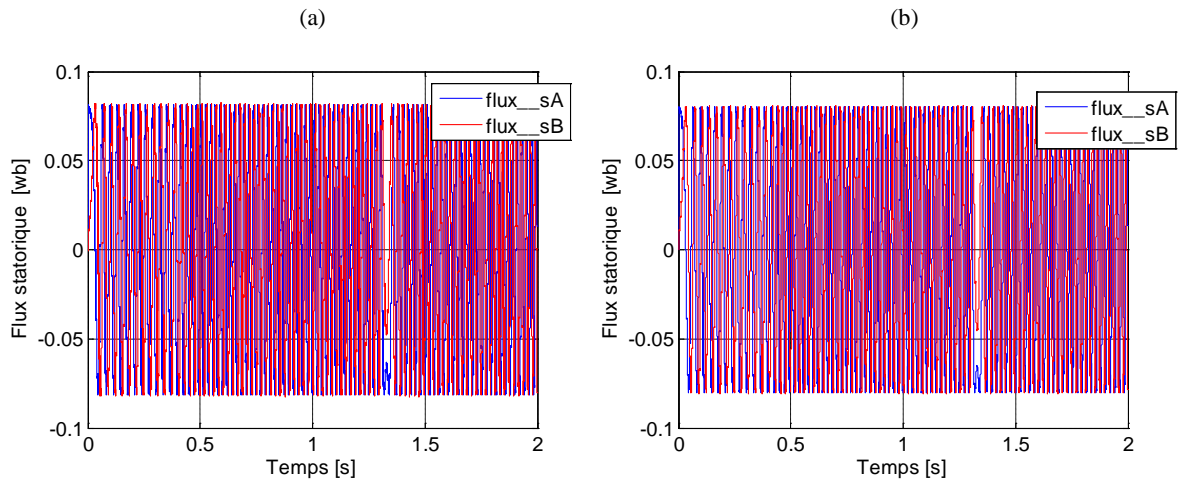 (a)
(b)
0.1
0.05
0
-0.05
-0.1
Flux statorique [wb]
flux__sA
flux__sB
0
0.5
1
1.5
2
Temps [s]
0.1
0.05
0
-0.05
-0.1
Flux statorique [wb]
flux__sA
flux__sB
0
0.5
1
1.5
2
Temps [s]